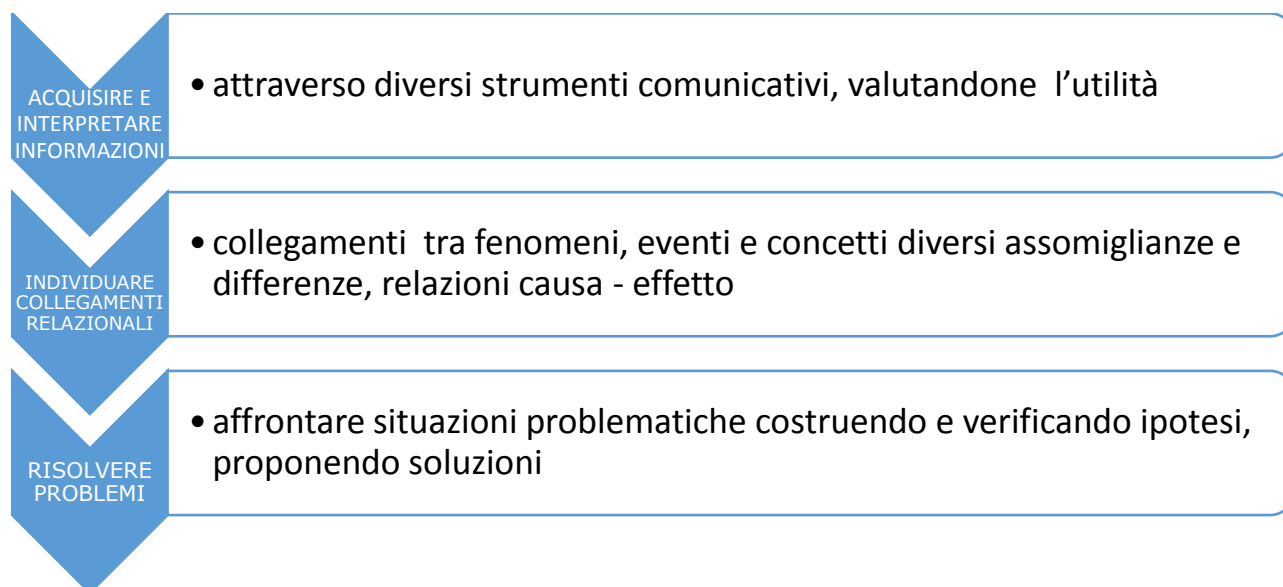 ACQUISIRE E
INTERPRETARE
INFORMAZIONI
• attraverso diversi strumenti comunicativi, valutandone  l’utilità
INDIVIDUARE
COLLEGAMENTI
RELAZIONALI
• collegamenti  tra fenomeni, eventi e concetti diversi assomiglianze e
differenze, relazioni causa - effetto
RISOLVERE
PROBLEMI
• affrontare situazioni problematiche costruendo e verificando ipotesi,
proponendo soluzioni